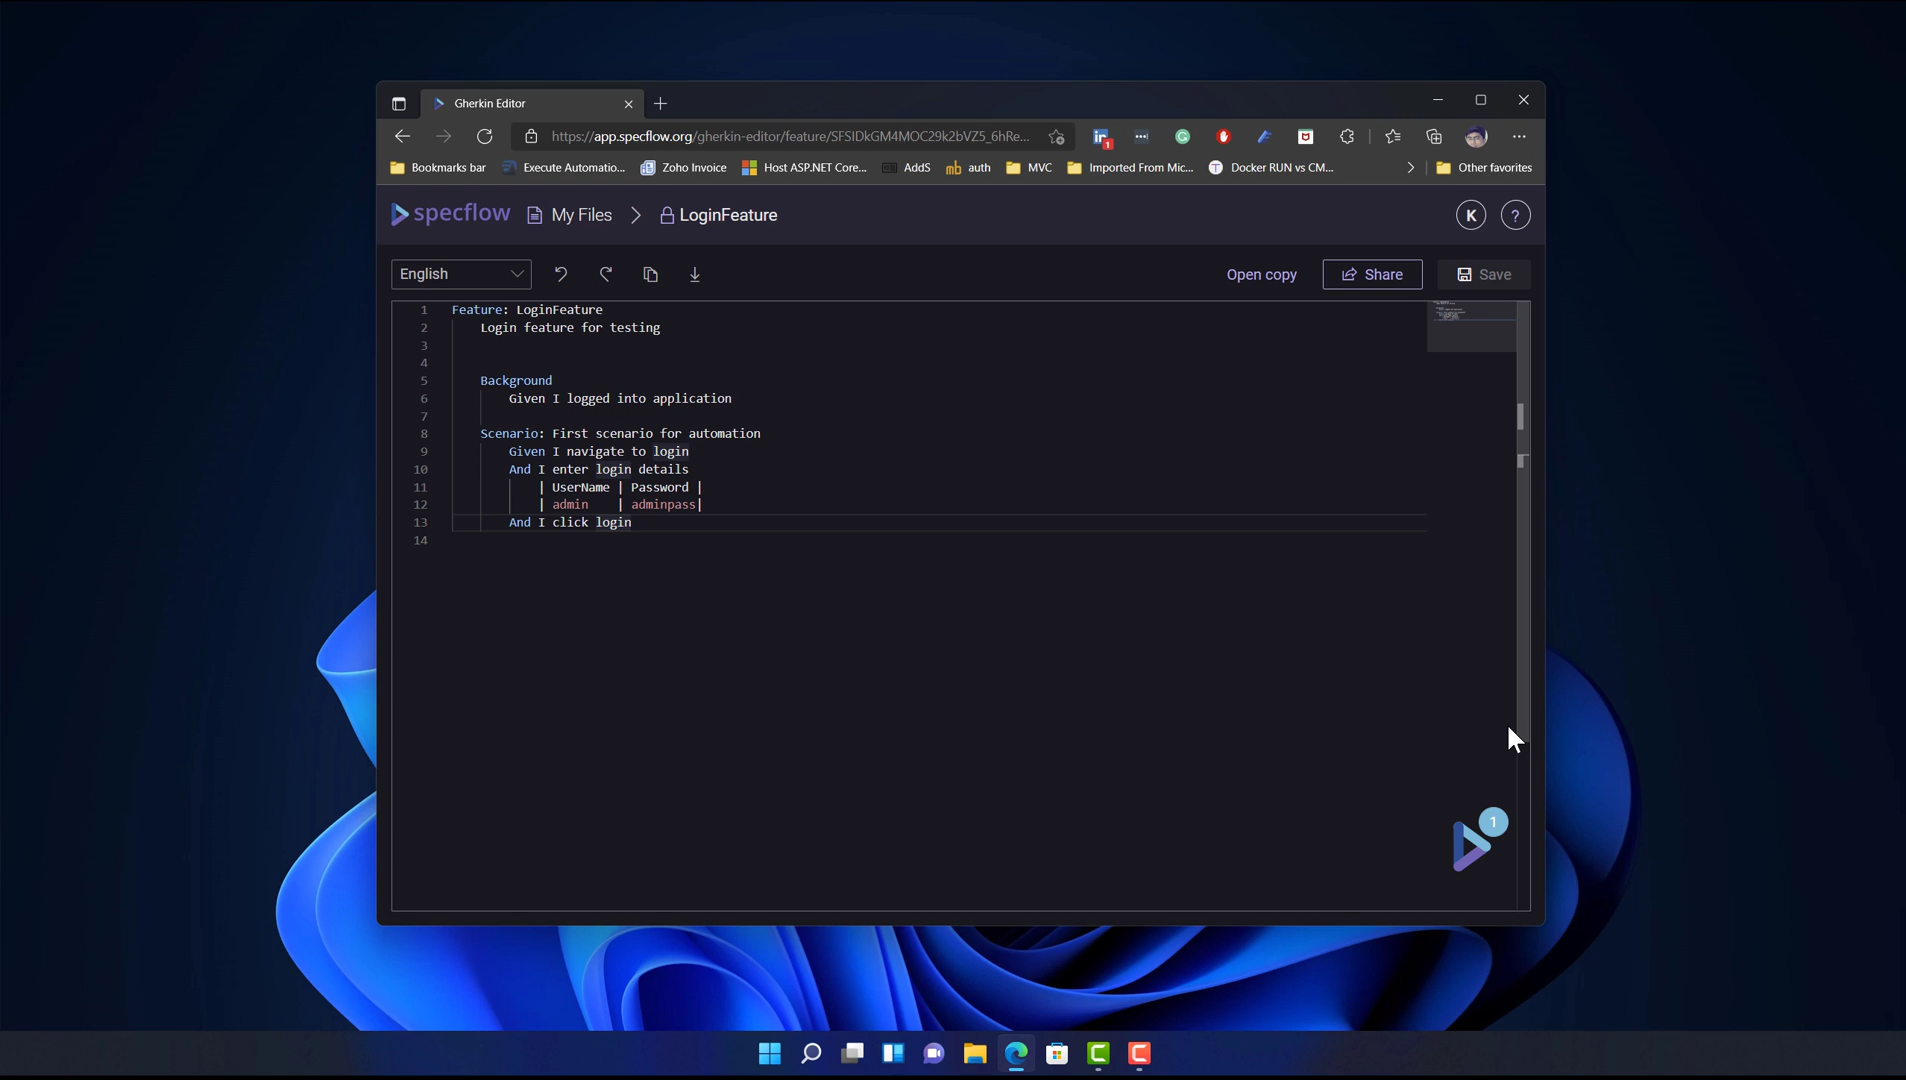 Gherkin Editor
https://app.specflow.org/gherkin-editor/feature/SFSIDkGM4MOC29k2bVZ5_6hRe...
1
Bookmarks bar
Execute Automatio...
Zoho Invoice
Host ASP.NET Core...
AddS
mb auth
MVC
Imported From Mic...
T Docker RUN vs CM...
Other favorites
specflow
My Files
LoginFeature
K
?
English
Open copy
Share
Save
1 Feature: LoginFeature
2 Login feature for testing
3
4
5 Background
6 Given I logged into application
7
8 Scenario: First scenario for automation
9 Given I navigate to login
10 And I enter login details
11 | UserName | Password |
12 | admin | adminpass|
13 And I click login
14
1